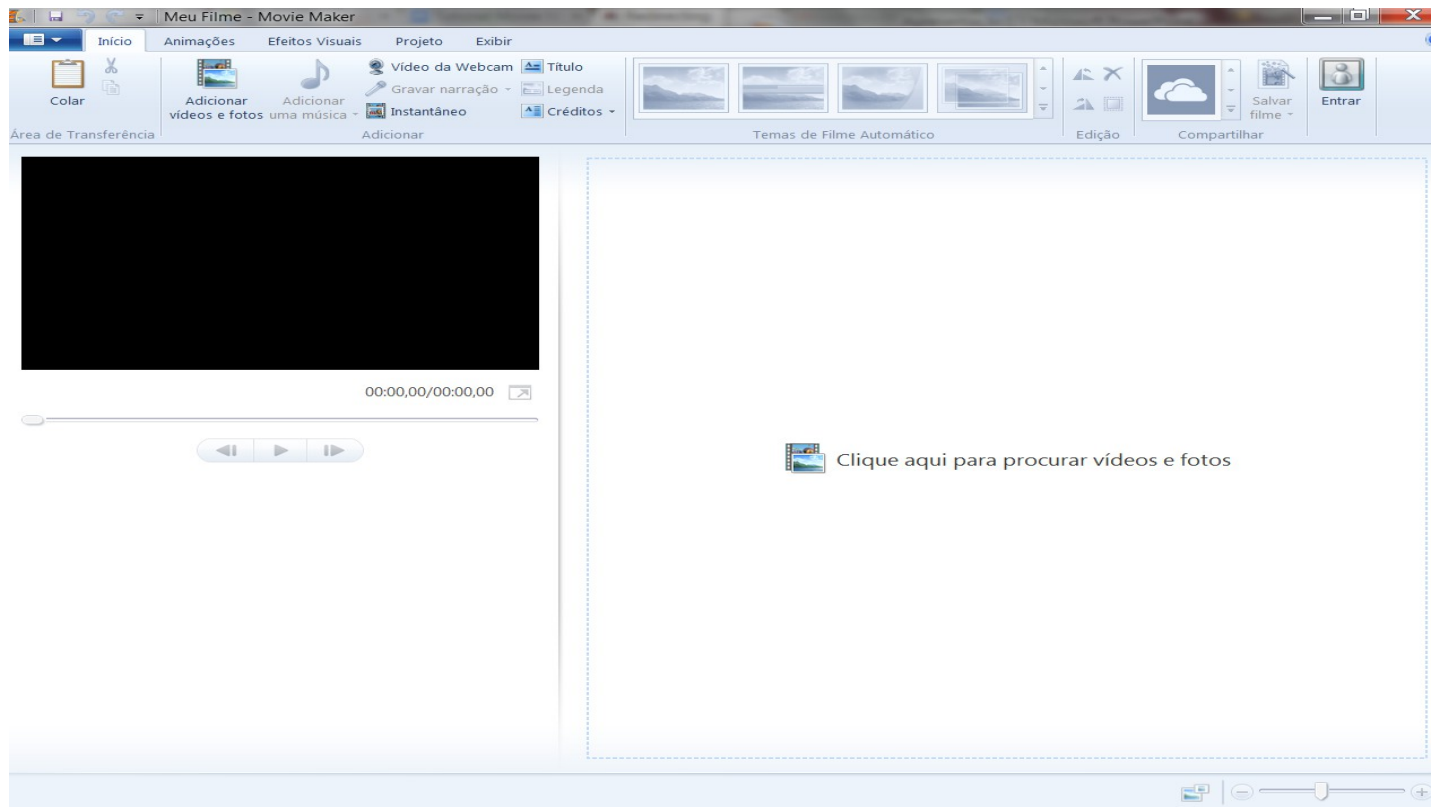 Meu Filme - Movie Maker
Início Animações Efeitos Visuais Projeto Exibir
Colar
Adicionar
vídeos e fotos
Adicionar
uma música
Vídeo da Webcam
Gravar narração
Instantâneo
Título
Legenda
Créditos
Salvar
filme
Entrar
Área de Transferência
Adicionar
Temas de Filme Automático
Edição
Compartilhar
00:00,00/00:00,00
Clique aqui para procurar vídeos e fotos